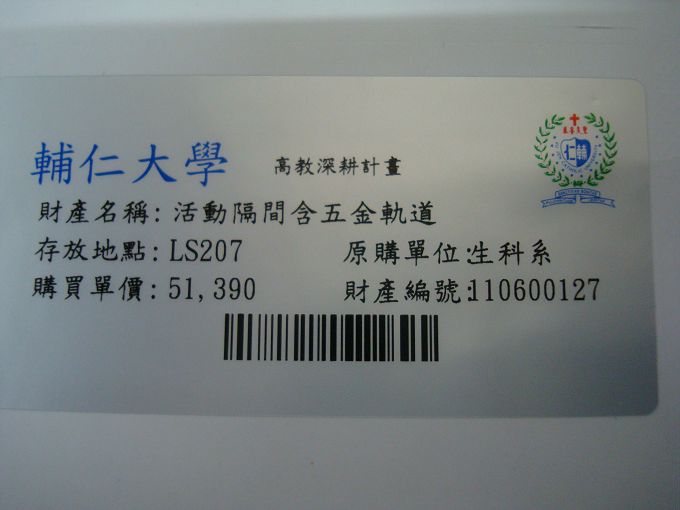 輔仁大學 高教深耕計畫
財產名稱: 活動隔間含五金軌道
存放地點: LS207 原購單位:生科系
購買單價: 51,390 財產編號:110600127